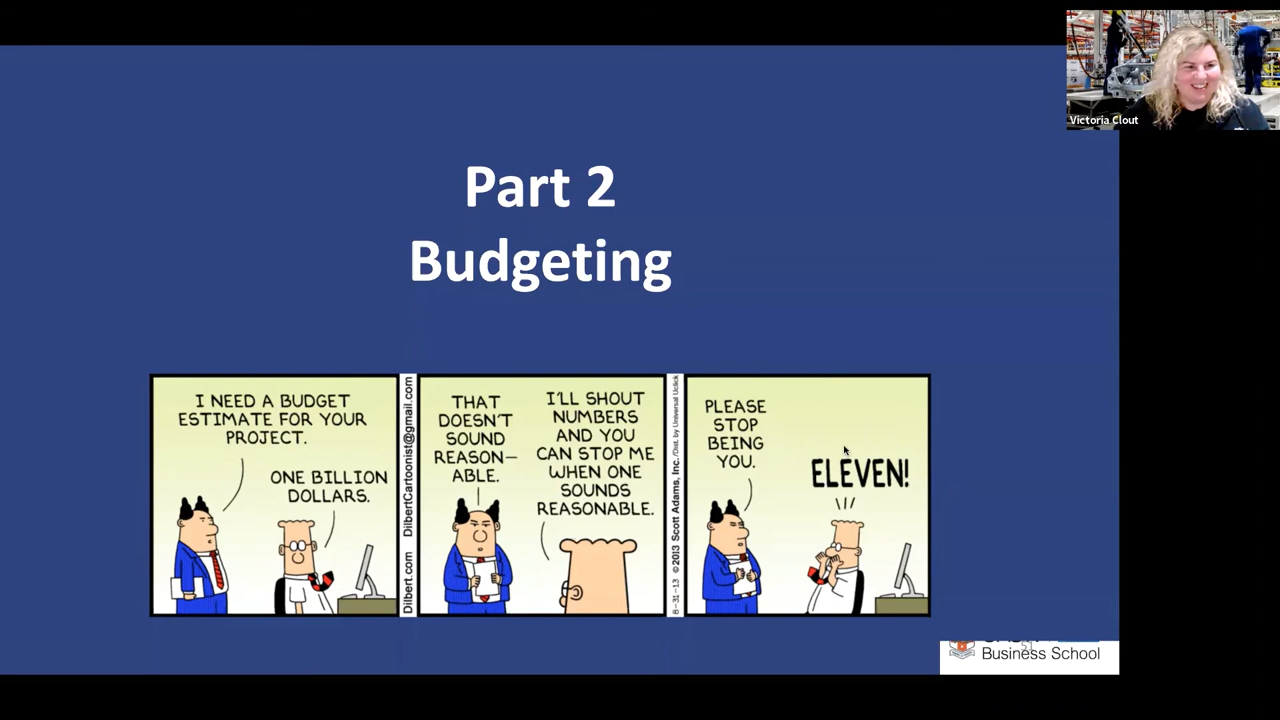 Victoria Clout
Part 2
Budgeting
I NEED A BUDGET
ESTIMATE FOR YOUR
PROJECT.
ONE BILLION
DOLLARS.
Dilbert.com DilbertCartoonist@gmail.com
THAT
DOESN'T
SOUND
REASON—
ABLE.
I'LL SHOUT
NUMBERS
AND YOU
CAN STOP ME
WHEN ONE
SOUNDS
REASONABLE.
8-31-13 ©2013 Scott Adams, Inc. /Dist. by Universal Uclick
PLEASE
STOP
BEING
YOU.
ELEVEN!
51
Business School